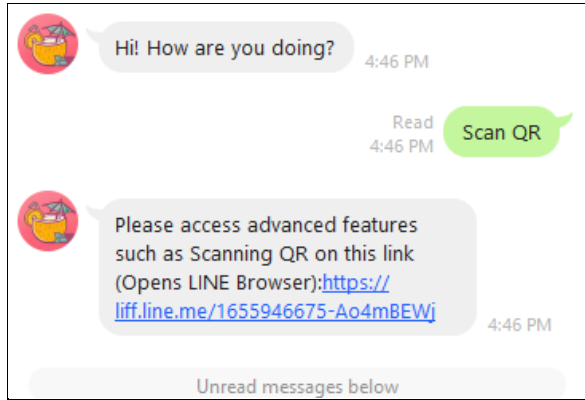 Hi! How are you doing?
4:46 PM
Read
4:46 PM
Scan QR
Please access advanced features
such as Scanning QR on this link
(Opens LINE Browser):https://
liff.line.me/1655946675-Ao4mBEWj
4:46 PM
Unread messages below